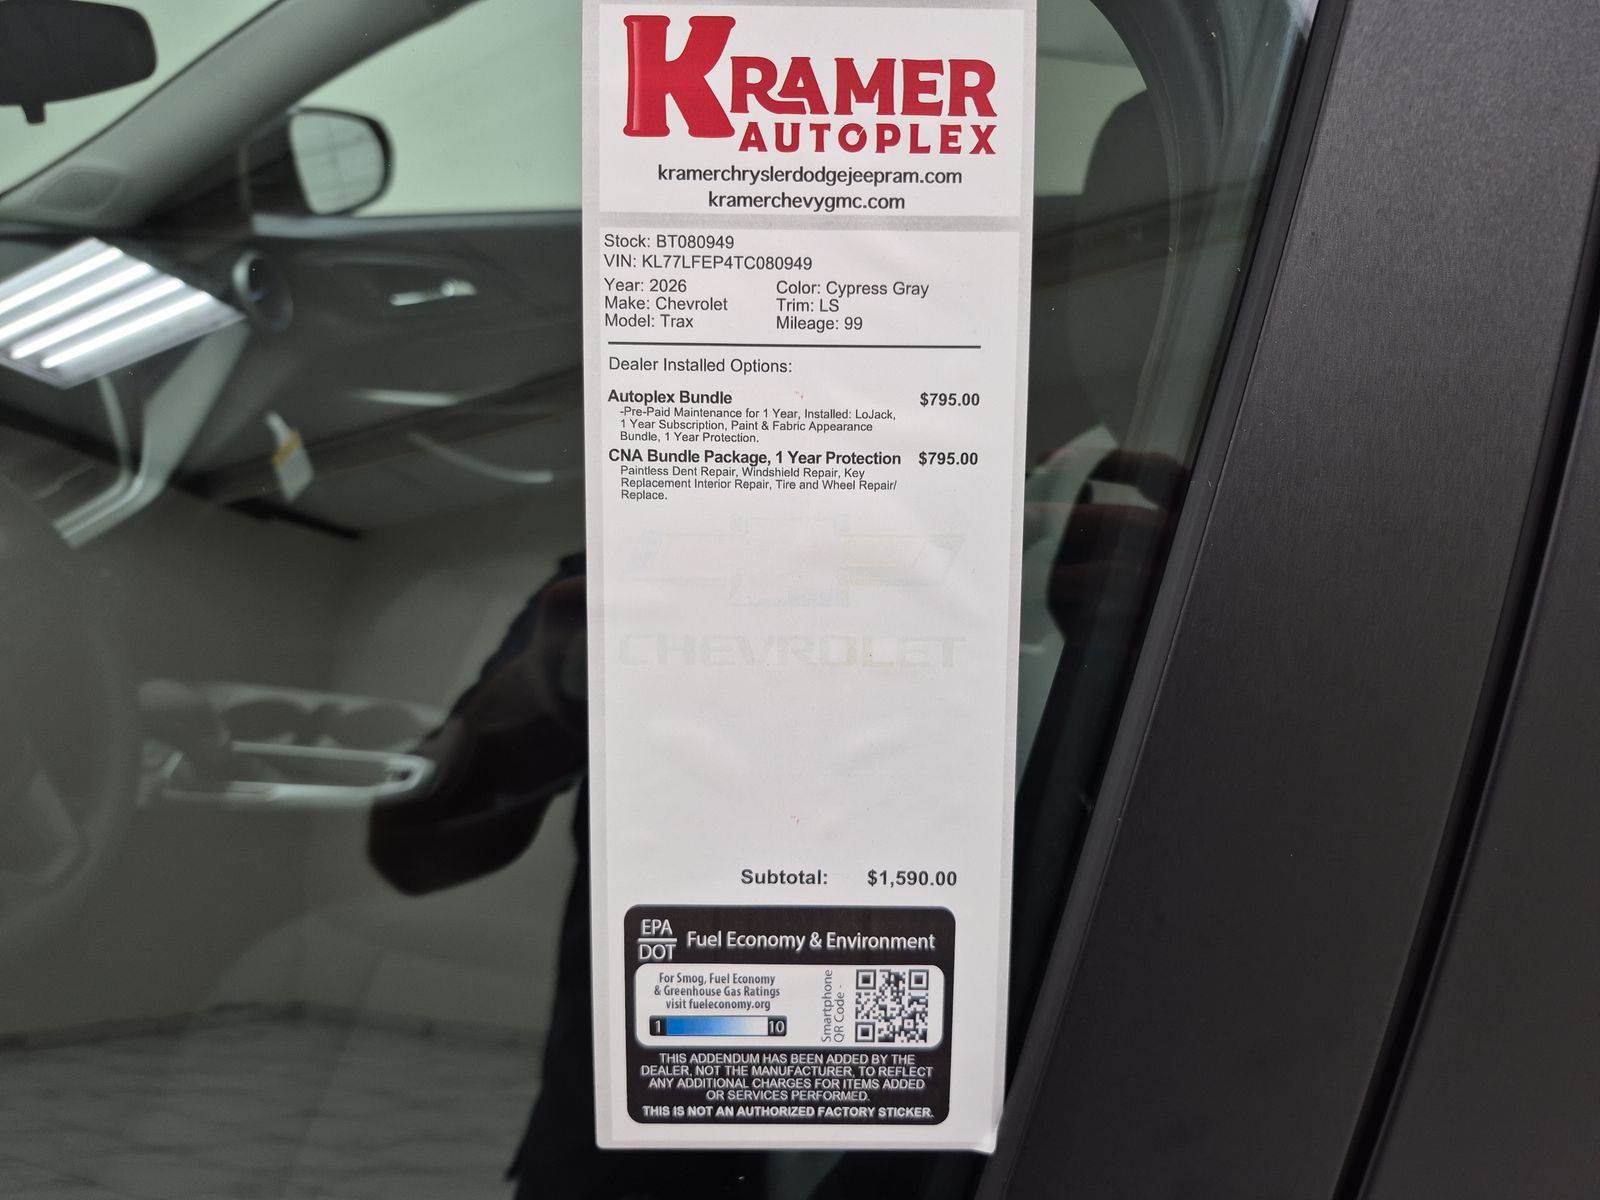 KRAMER
AUTOPLEX
kramerchryslerdodgejeepram.com
kramerchevygmc.com
Stock: BT080949
VIN: KL77LFEP4TC080949
Year: 2026 Color: Cypress Gray
Make: Chevrolet Trim: LS
Model: Trax Mileage: 99
Dealer Installed Options:
Autoplex Bundle $795.00
-Pre-Paid Maintenance for 1 Year, Installed: LoJack,
1 Year Subscription, Paint & Fabric Appearance
Bundle, 1 Year Protection.
CNA Bundle Package, 1 Year Protection $795.00
Paintless Dent Repair, Windshield Repair, Key
Replacement Interior Repair, Tire and Wheel Repair/
Replace.
CHEVROLET
Subtotal: $1,590.00
EPA
DOT
Fuel Economy & Environment
For Smog, Fuel Economy
& Greenhouse Gas Ratings
visit fueleconomy.org
1 10
Smartphone
QR Code -
THIS ADDENDUM HAS BEEN ADDED BY THE
DEALER, NOT THE MANUFACTURER, TO REFLECT
ANY ADDITIONAL CHARGES FOR ITEMS ADDED
OR SERVICES PERFORMED.
THIS IS NOT AN AUTHORIZED FACTORY STICKER.